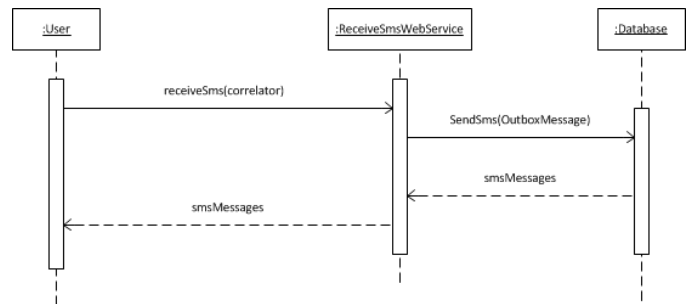 :User
:ReceiveSmsWebService
:Database
receiveSms(correlator)
SendSms(OutboxMessage)
smsMessages
smsMessages